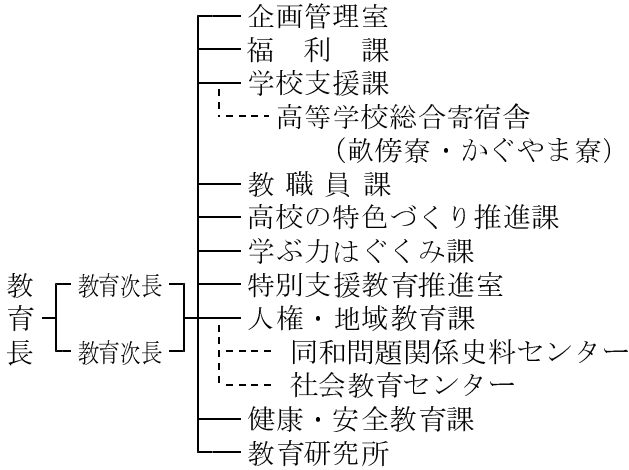 企画管理室
福利課
学校支援課
高等学校総合寄宿舎
(畝傍寮・かぐやま寮)
教職員課
高校の特色づくり推進課
学ぶ力はぐくみ課
教育長
教育次長
特別支援教育推進室
人権・地域教育課
教育次長
同和問題関係史料センター
社会教育センター
健康・安全教育課
教育研究所